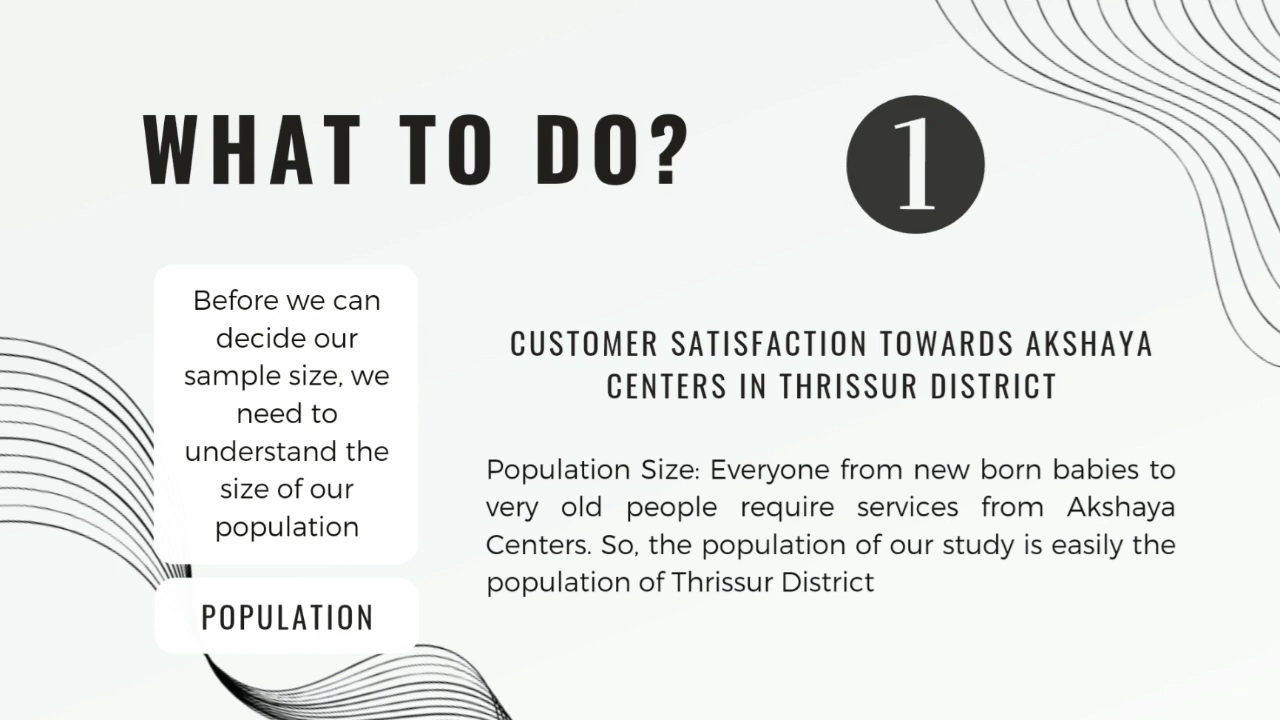 WHAT TO DO?
1
Before we can
decide our
sample size, we
need to
understand the
size of our
population
POPULATION
CUSTOMER SATISFACTION TOWARDS AKSHAYA
CENTERS IN THRISSUR DISTRICT
Population Size: Everyone from new born babies to
very old people require services from Akshaya
Centers. So, the population of our study is easily the
population of Thrissur District